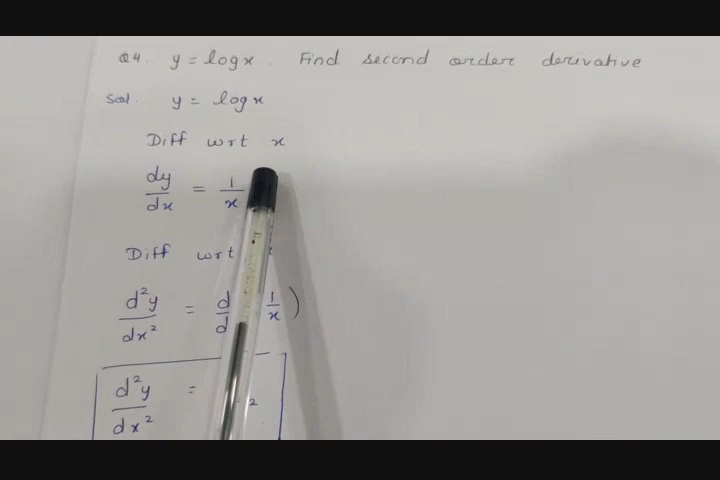 Q4. y = log x. Find second order derivative
Sol. y = log x
Diff wrt x
dy/dx = 1/x
Diff wrt
d²y/dx² = d/d 1/x )
d²y/dx² = 2